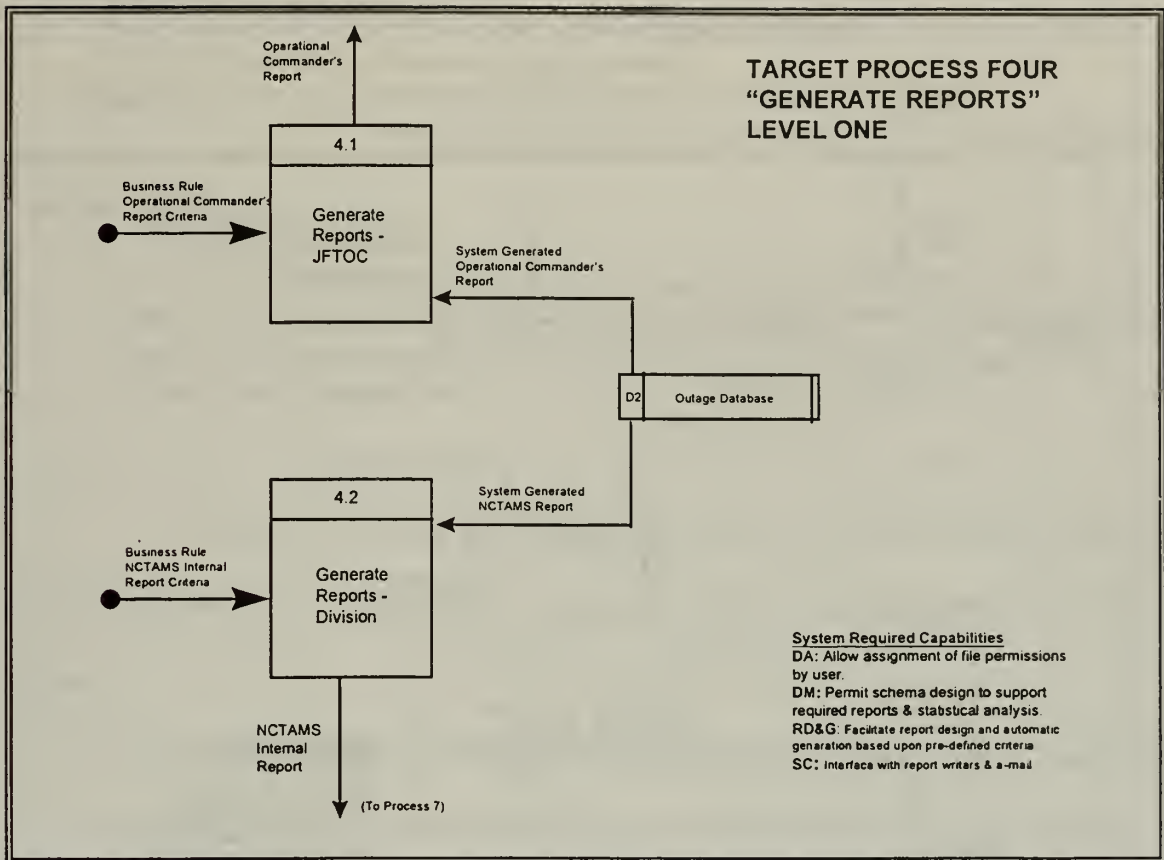 TARGET PROCESS FOUR
“GENERATE REPORTS”
LEVEL ONE
Operational
Commander's
Report
4.1
Generate
Reports -
JFTOC
Business Rule
Operational Commander's
Report Criteria
System Generated
Operational Commander's
Report
D2
Outage Database
4.2
Generate
Reports -
Division
System Generated
NCTAMS Report
Business Rule
NCTAMS Internal
Report Criteria
NCTAMS
Internal
Report
(To Process 7)
System Required Capabilities
DA: Allow assignment of file permissions
by user.
DM: Permit schema design to support
required reports & statistical analysis.
RD&G: Facilitate report design and automatic
generation based upon pre-defined criteria
SC: Interface with report writers & e-mail